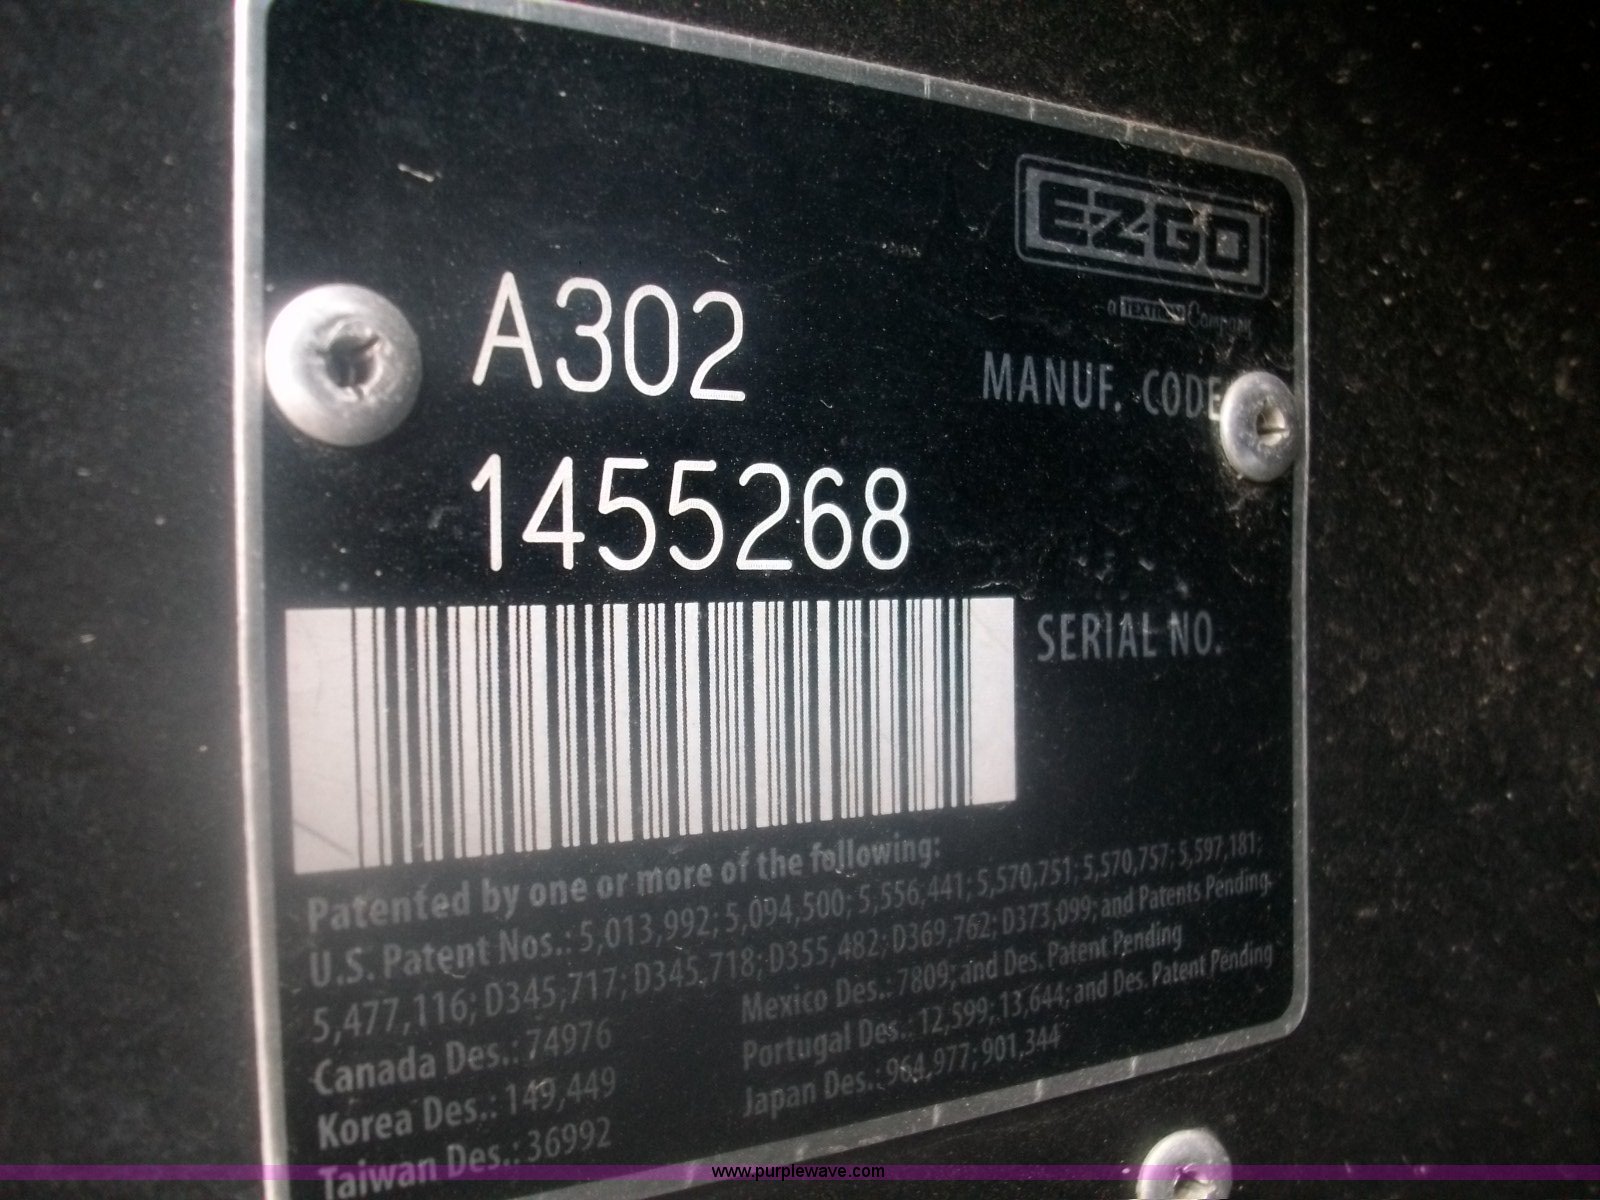 EZGO
a TEXTRON Company
A302
MANUF. CODE
1455268
SERIAL NO.
Patented by one or more of the following:
U.S. Patent Nos.: 5,013,992; 5,094,500; 5,556,441; 5,570,751; 5,570,757; 5,597,181;
5,477,116; D345,717; D345,718; D355,482; D369,762; D373,099; and Patents Pending.
Canada Des.: 74976
Korea Des.: 149,449
Taiwan Des.: 36992
Mexico Des.: 7809; and Des. Patent Pending
Portugal Des.: 12,599; 13,644; and Des. Patent Pending
Japan Des.: 964,977; 901,344
www.purplewave.com